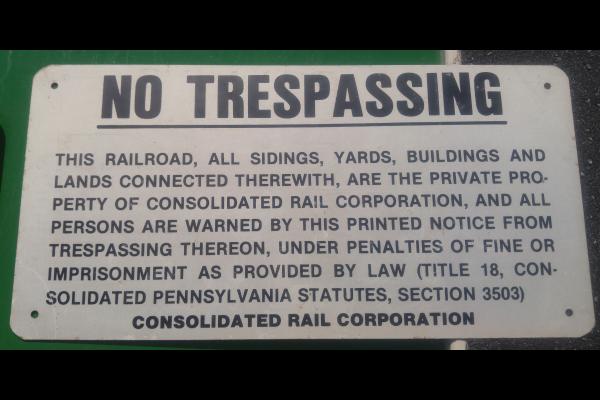 NO TRESPASSING
THIS RAILROAD, ALL SIDINGS, YARDS, BUILDINGS AND
LANDS CONNECTED THEREWITH, ARE THE PRIVATE PRO-
PERTY OF CONSOLIDATED RAIL CORPORATION, AND ALL
PERSONS ARE WARNED BY THIS PRINTED NOTICE FROM
TRESPASSING THEREON, UNDER PENALTIES OF FINE OR
IMPRISONMENT AS PROVIDED BY LAW (TITLE 18, CON-
SOLIDATED PENNSYLVANIA STATUTES, SECTION 3503)
CONSOLIDATED RAIL CORPORATION